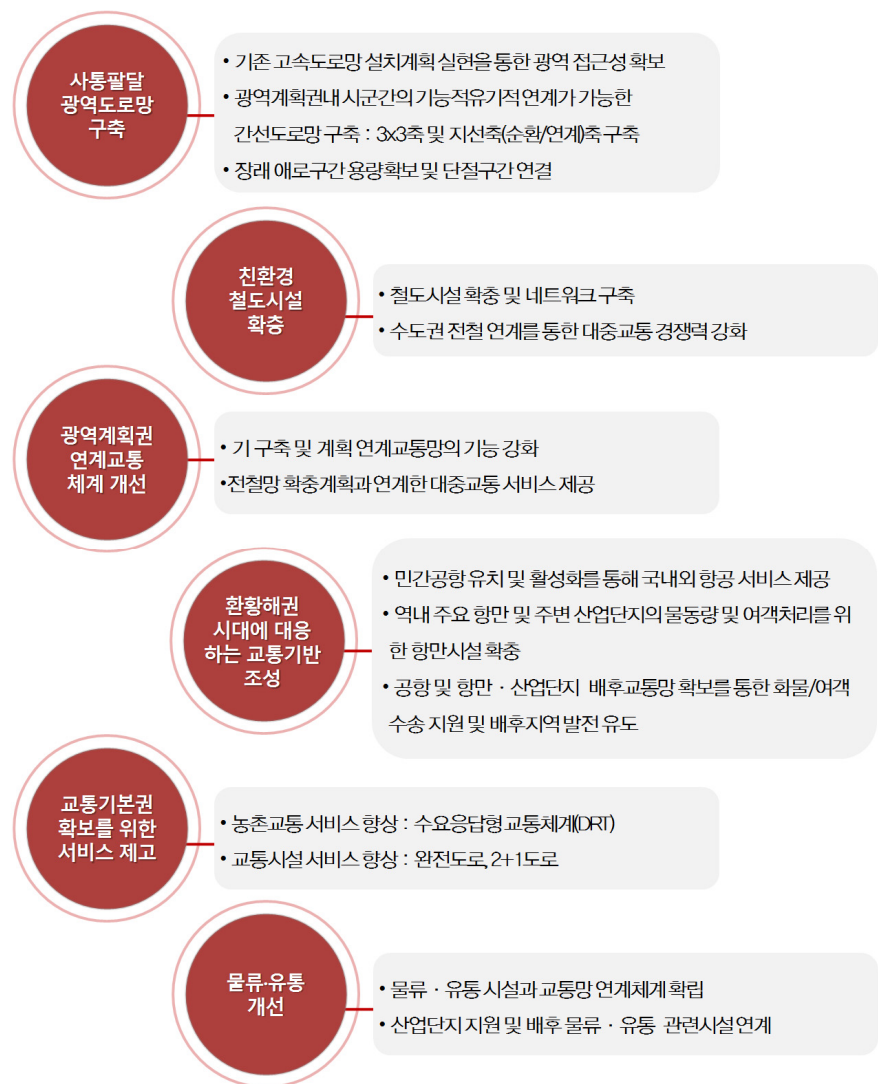 사통팔달
광역도로망
구축
• 기존 고속도로망 설치계획 실현을 통한 광역 접근성 확보
• 광역계획권내 시군간의 기능적유기적 연계가 가능한
간선도로망 구축 : 3x3축 및 지선축(순환/연계)축 구축
• 장래 애로구간 용량확보 및 단절구간 연결
친환경
철도시설
확충
• 철도시설 확충 및 네트워크 구축
• 수도권 전철 연계를 통한 대중교통 경쟁력 강화
광역계획권
연계교통
체계 개선
• 기 구축 및 계획 연계교통망의 기능 강화
•전철망 확충계획과 연계한 대중교통 서비스 제공
환황해권
시대에 대응
하는 교통기반
조성
• 민간공항 유치 및 활성화를 통해 국내외 항공 서비스 제공
• 역내 주요 항만 및 주변 산업단지의 물동량 및 여객처리를 위
한 항만시설 확충
• 공항 및 항만 · 산업단지 배후교통망 확보를 통한 화물/여객
수송 지원 및 배후지역 발전 유도
교통기본권
확보를 위한
서비스 제고
• 농촌교통 서비스 향상 : 수요응답형 교통체계(DRT)
• 교통시설 서비스 향상 : 완전도로, 2+1도로
물류·유통
개선
• 물류 · 유통 시설과 교통망 연계체계 확립
• 산업단지 지원 및 배후 물류 · 유통 관련시설 연계